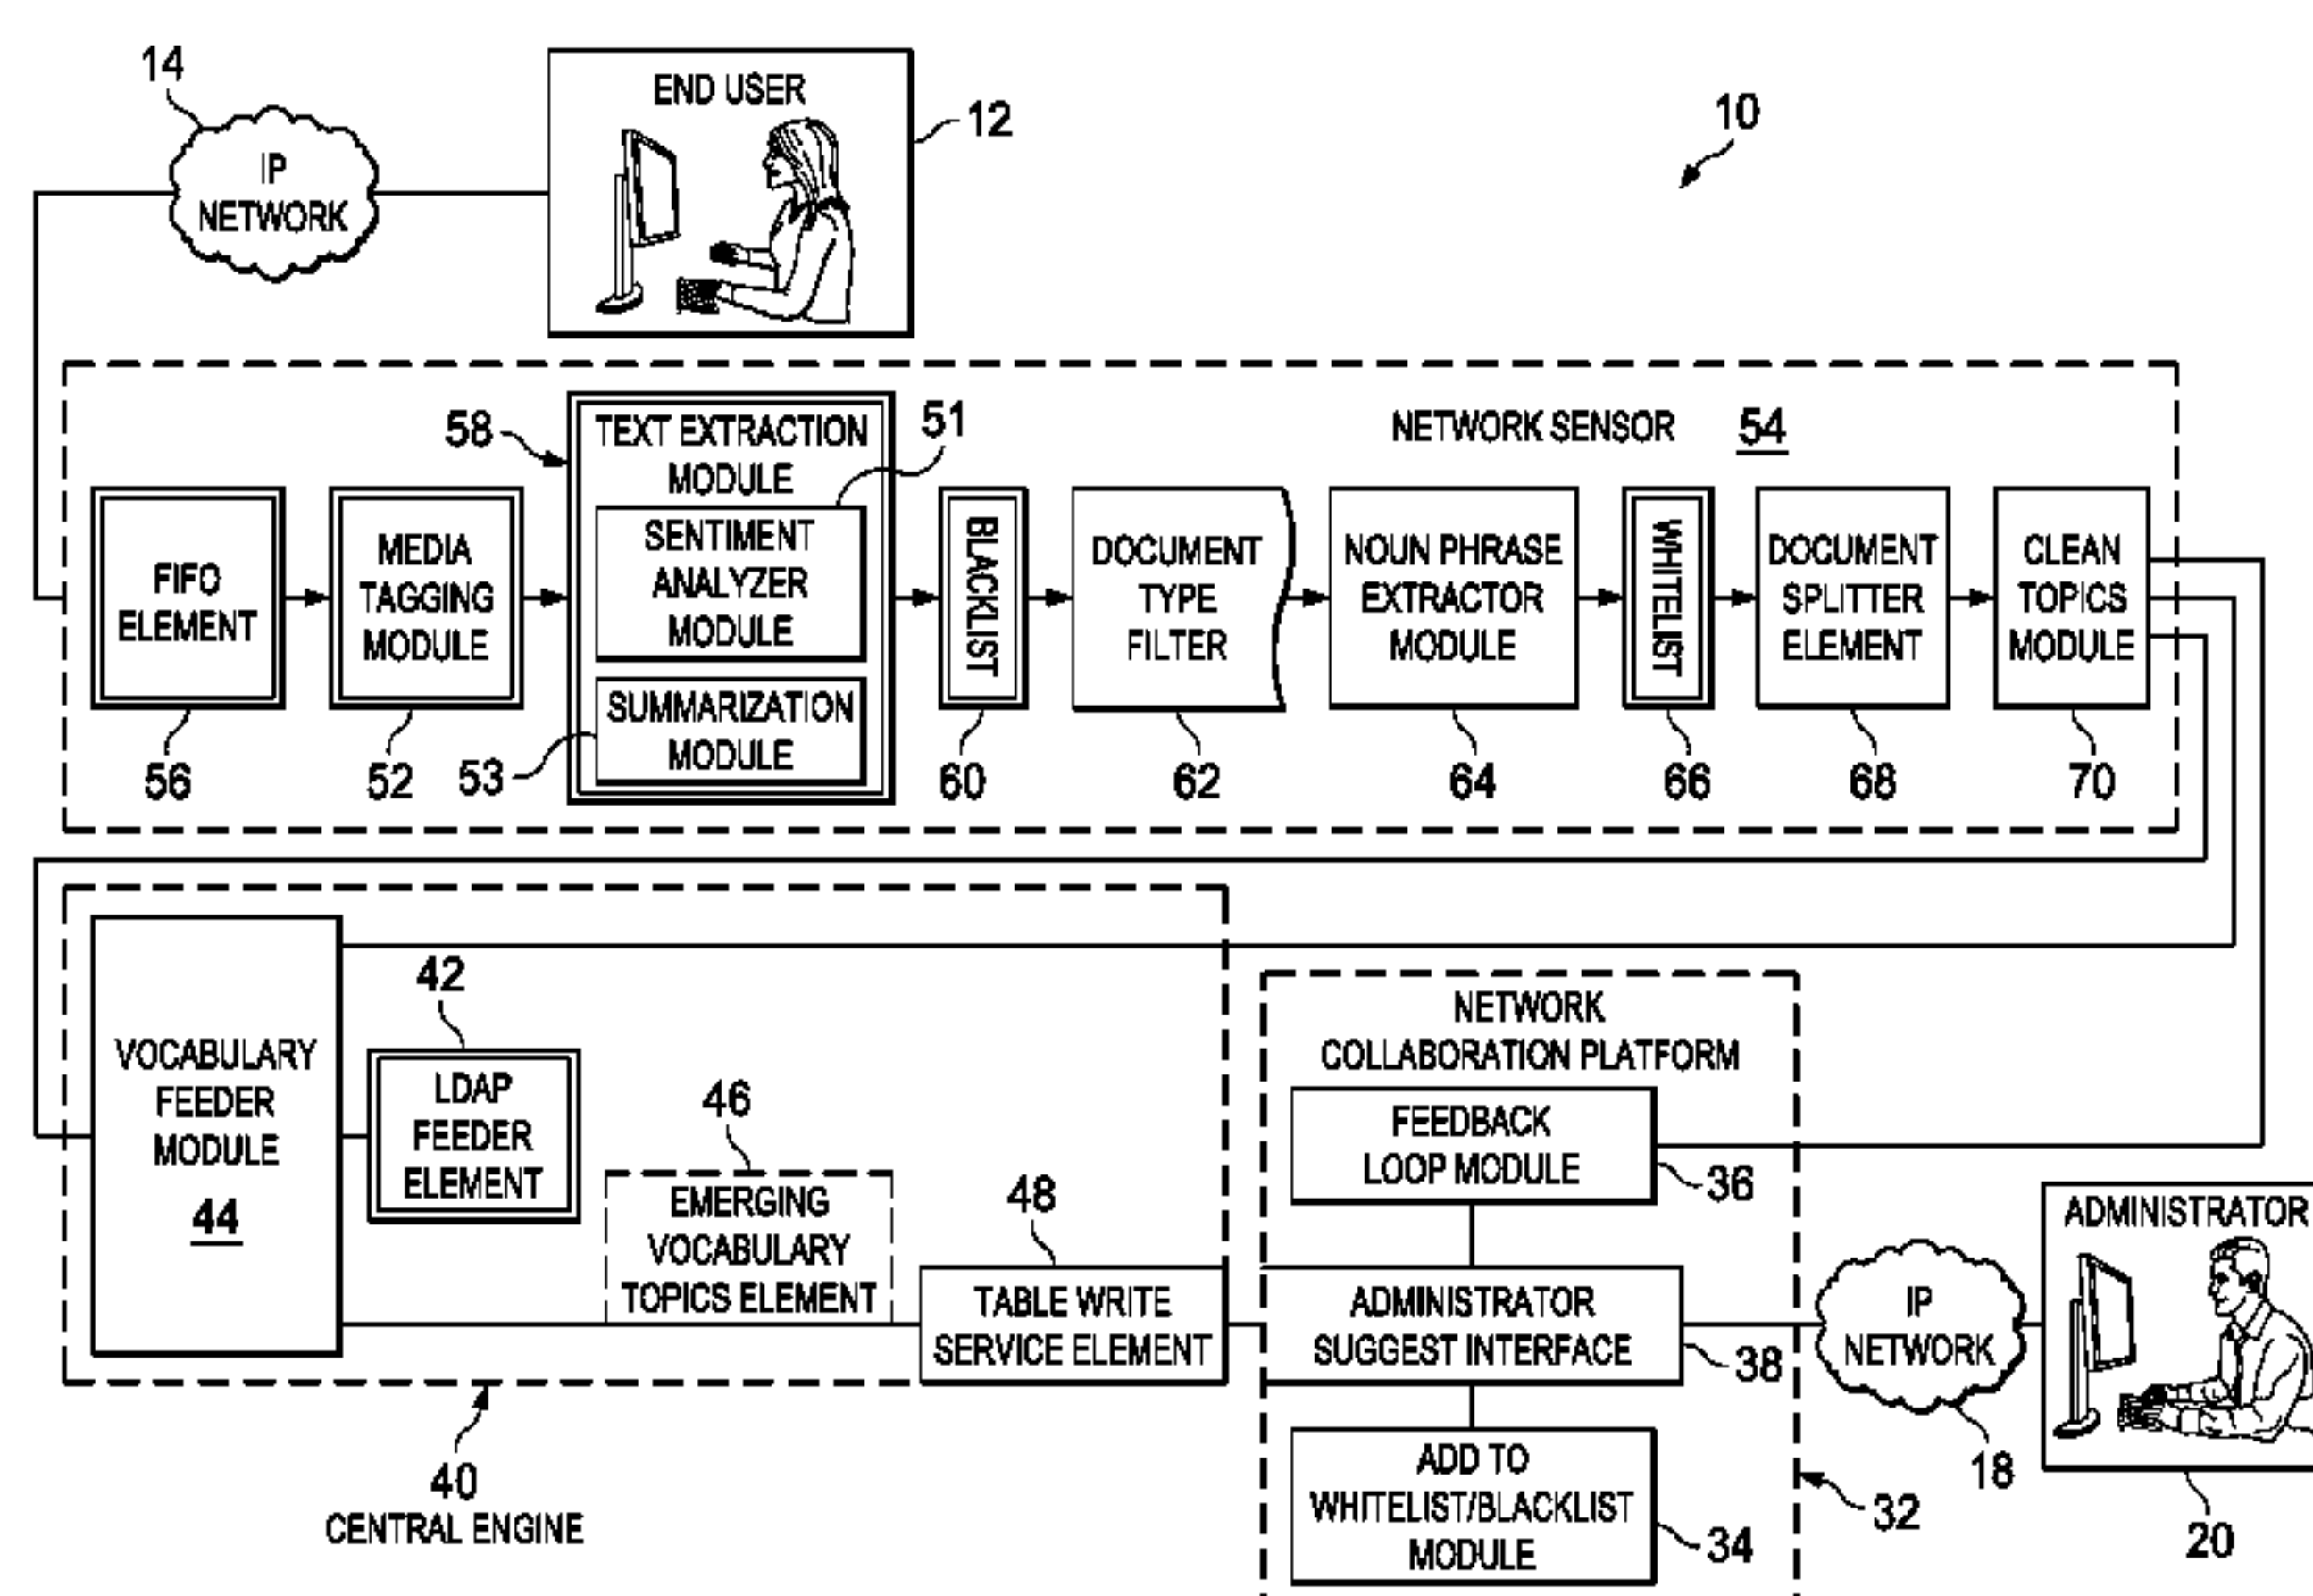 14
END USER
12
10
IP
NETWORK
58
TEXT EXTRACTION
MODULE
51
NETWORK SENSOR 54
FIFO
ELEMENT
56
MEDIA
TAGGING
MODULE
52
SENTIMENT
ANALYZER
MODULE
SUMMARIZATION
MODULE
53
BLACKLIST
60
DOCUMENT
TYPE
FILTER
62
NOUN PHRASE
EXTRACTOR
MODULE
64
WHITELIST
66
DOCUMENT
SPLITTER
ELEMENT
68
CLEAN
TOPICS
MODULE
70
VOCABULARY
FEEDER
MODULE
44
42
LDAP
FEEDER
ELEMENT
46
EMERGING
VOCABULARY
TOPICS ELEMENT
48
TABLE WRITE
SERVICE ELEMENT
40
CENTRAL ENGINE
NETWORK
COLLABORATION PLATFORM
FEEDBACK
LOOP MODULE
36
ADMINISTRATOR
SUGGEST INTERFACE
38
ADD TO
WHITELIST/BLACKLIST
MODULE
34
32
IP
NETWORK
18
ADMINISTRATOR
20